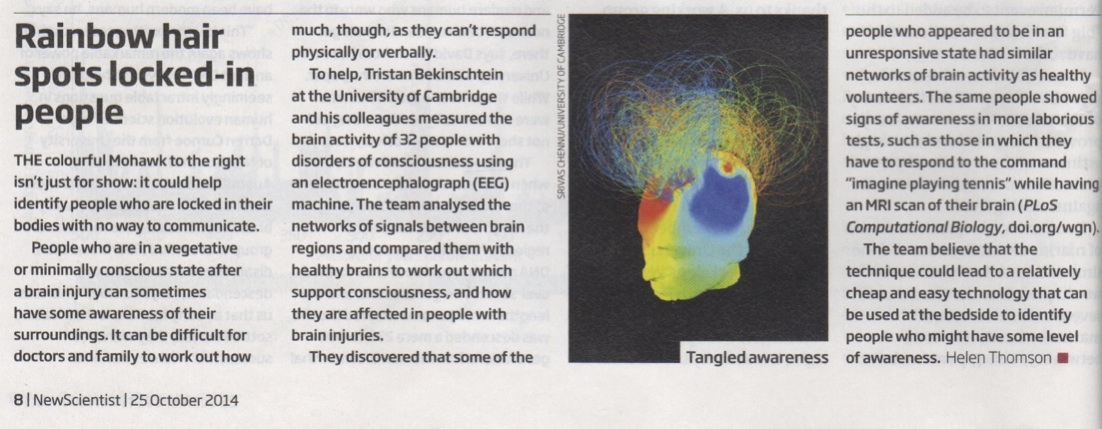 Rainbow hair
spots locked-in
people
THE colourful Mohawk to the right
isn't just for show: it could help
identify people who are locked in their
bodies with no way to communicate.
People who are in a vegetative
or minimally conscious state after
a brain injury can sometimes
have some awareness of their
surroundings. It can be difficult for
doctors and family to work out how
much, though, as they can't respond
physically or verbally.
To help, Tristan Bekinschtein
at the University of Cambridge
and his colleagues measured the
brain activity of 32 people with
disorders of consciousness using
an electroencephalograph (EEG)
machine. The team analysed the
networks of signals between brain
regions and compared them with
healthy brains to work out which
support consciousness, and how
they are affected in people with
brain injuries.
They discovered that some of the
SRIVAS CHENNU/UNIVERSITY OF CAMBRIDGE
Tangled awareness
people who appeared to be in an
unresponsive state had similar
networks of brain activity as healthy
volunteers. The same people showed
signs of awareness in more laborious
tests, such as those in which they
have to respond to the command
"imagine playing tennis" while having
an MRI scan of their brain (PLoS
Computational Biology, doi.org/wgn).
The team believe that the
technique could lead to a relatively
cheap and easy technology that can
be used at the bedside to identify
people who might have some level
of awareness. Helen Thomson
8 | NewScientist | 25 October 2014